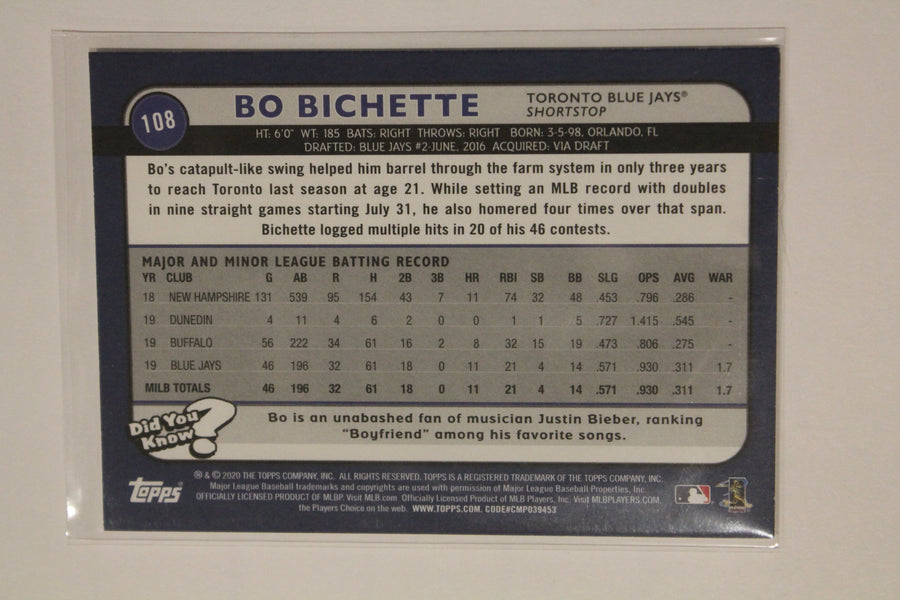 108
BO BICHETTE
TORONTO BLUE JAYS®
SHORTSTOP
HT: 6'0" WT: 185 BATS: RIGHT THROWS: RIGHT BORN: 3-5-98, ORLANDO, FL
DRAFTED: BLUE JAYS #2-JUNE, 2016 ACQUIRED: VIA DRAFT
Bo's catapult-like swing helped him barrel through the farm system in only three years
to reach Toronto last season at age 21. While setting an MLB record with doubles
in nine straight games starting July 31, he also homered four times over that span.
Bichette logged multiple hits in 20 of his 46 contests.
MAJOR AND MINOR LEAGUE BATTING RECORD
YR CLUB G AB R H 2B 3B HR RBI SB BB SLG OPS AVG WAR
18 NEW HAMPSHIRE 131 539 95 154 43 7 11 74 32 48 .453 .796 .286 -
19 DUNEDIN 4 11 4 6 2 0 0 1 1 5 .727 1.415 .545 -
19 BUFFALO 56 222 34 61 16 2 8 32 15 19 .473 .806 .275 -
19 BLUE JAYS 46 196 32 61 18 0 11 21 4 14 .571 .930 .311 1.7
MLB TOTALS 46 196 32 61 18 0 11 21 4 14 .571 .930 .311 1.7
Did You
Know?
Bo is an unabashed fan of musician Justin Bieber, ranking
"Boyfriend" among his favorite songs.
topps®
® & © 2020 THE TOPPS COMPANY, INC. ALL RIGHTS RESERVED. TOPPS IS A REGISTERED TRADEMARK OF THE TOPPS COMPANY, INC.
Major League Baseball trademarks and copyrights are used with permission of Major League Baseball Properties, Inc.
OFFICIALLY LICENSED PRODUCT OF MLBP. Visit MLB.com Officially Licensed Product of MLB Players, Inc. Visit MLBPLAYERS.COM,
the Players Choice on the web. WWW.TOPPS.COM. CODE#CMP039453